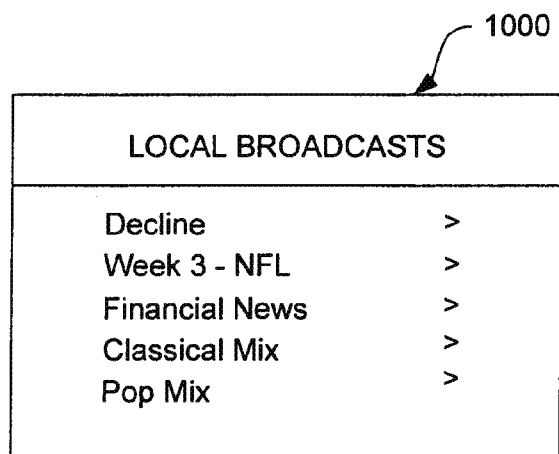 1000
LOCAL BROADCASTS
Decline >
Week 3 - NFL >
Financial News >
Classical Mix >
Pop Mix >